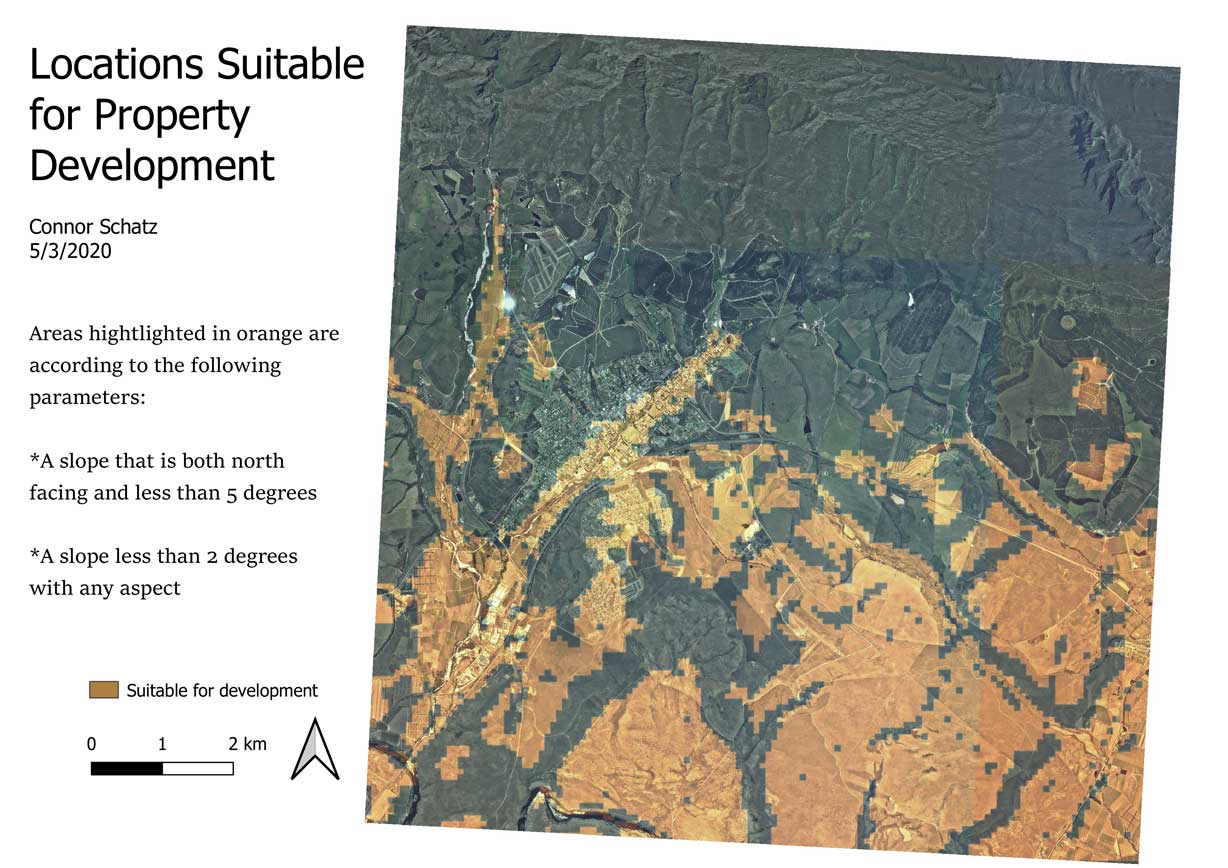 Locations Suitable
for Property
Development
Connor Schatz
5/3/2020
Areas hightlighted in orange are
according to the following
parameters:
*A slope that is both north
facing and less than 5 degrees
*A slope less than 2 degrees
with any aspect
Suitable for development
0 1 2 km